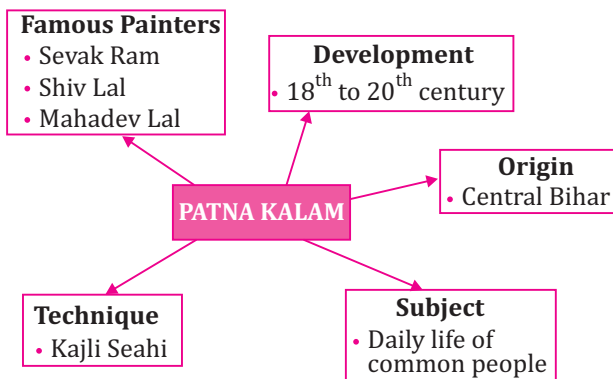 Famous Painters
• Sevak Ram
• Shiv Lal
• Mahadev Lal
Development
• 18th to 20th century
Origin
• Central Bihar
PATNA KALAM
Technique
• Kajli Seahi
Subject
• Daily life of
common people